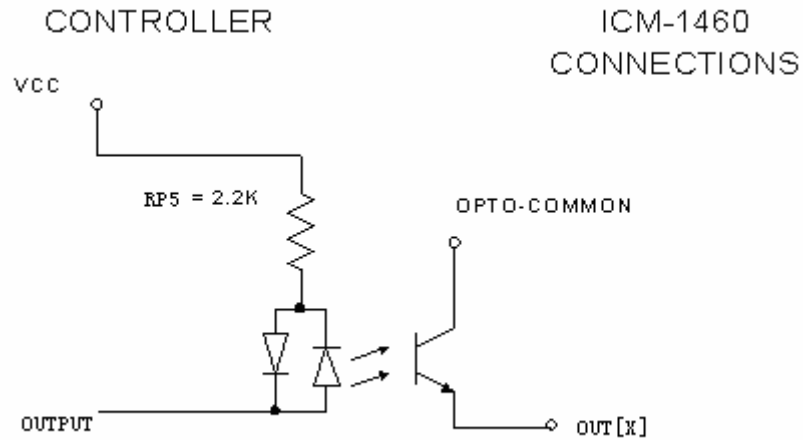 CONTROLLER
ICM-1460
CONNECTIONS
VCC
RP5 = 2.2K
OPTO-COMMON
OUTPUT
OUT[X]